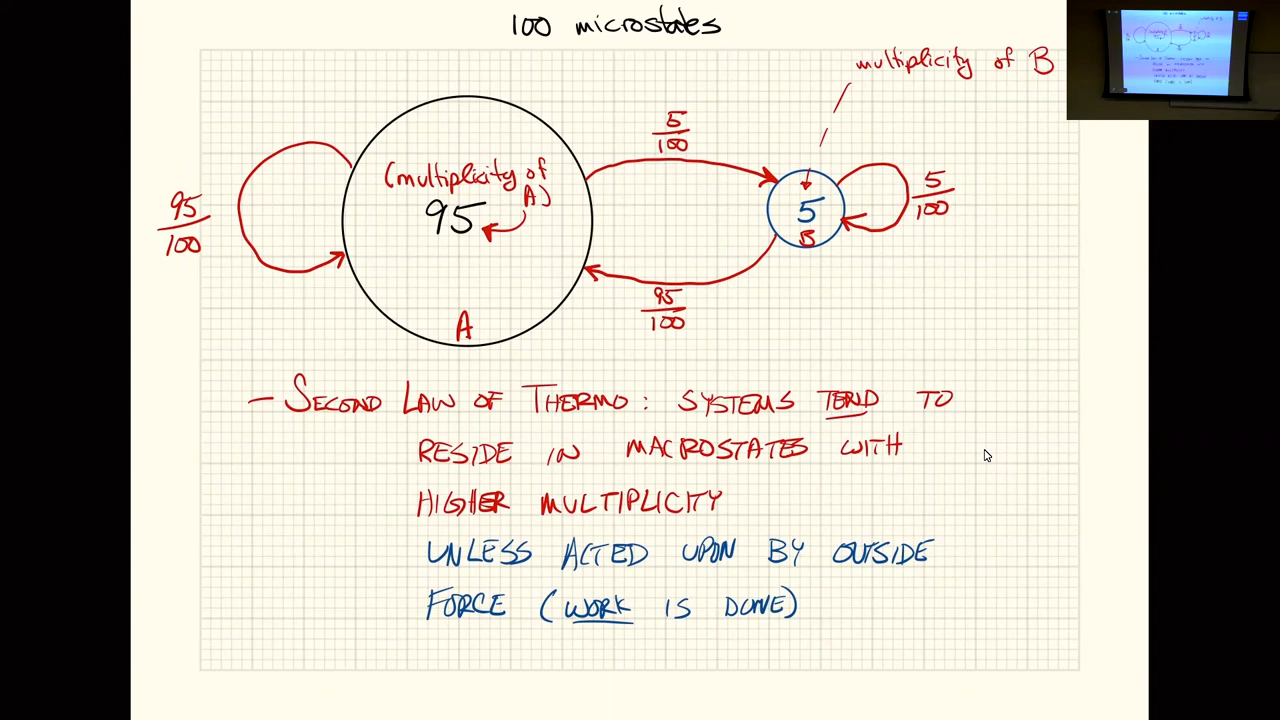 100 microstates
multiplicity of B
5
100
(multiplicity of
A)
95
95
100
5
B
5
100
95
100
A
- SECOND LAW OF THERMO: SYSTEMS TEND TO
RESIDE IN MACROSTATES WITH
HIGHER MULTIPLICITY
UNLESS ACTED UPON BY OUTSIDE
FORCE (WORK IS DONE)